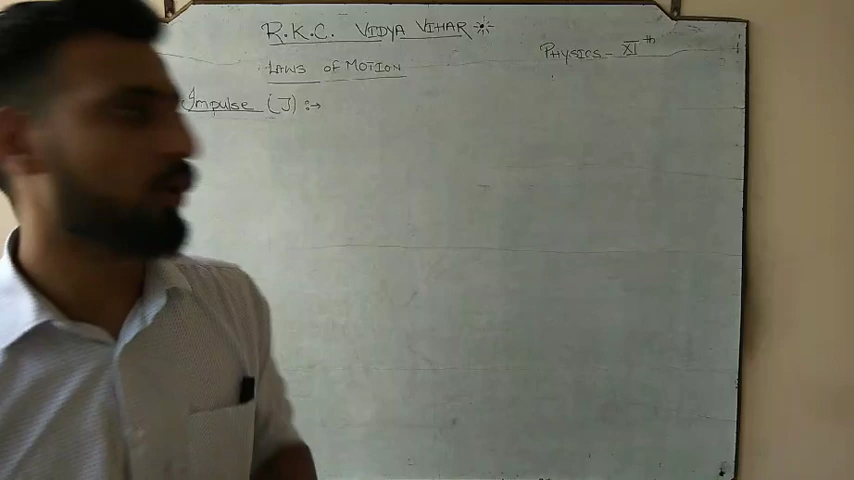 R.K.C. VIDYA VIHAR
PHYSICS - XI th
LAWS OF MOTION
Impulse (J) :→